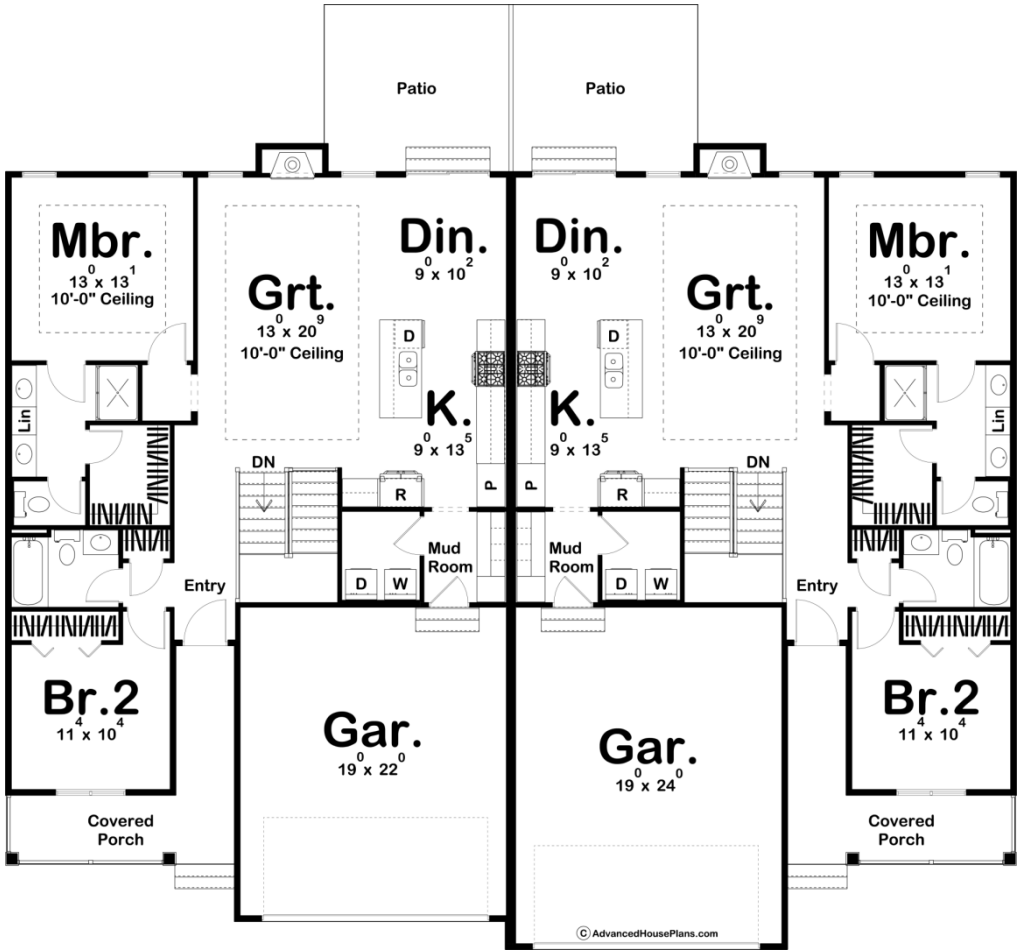 Patio
Patio
Mbr.
13⁰ x 13¹
10'-0" Ceiling
Grt.
13⁰ x 20⁹
10'-0" Ceiling
Din.
9⁰ x 10²
Din.
9⁰ x 10²
Grt.
13⁰ x 20⁹
10'-0" Ceiling
Mbr.
13⁰ x 13¹
10'-0" Ceiling
D
D
Lin
K.
9⁰ x 13⁵
K.
9⁰ x 13⁵
Lin
DN
R
P
P
R
DN
Mud
Room
Mud
Room
Entry
D
W
D
W
Entry
Br.2
11⁴ x 10⁴
Gar.
19⁰ x 22⁰
Gar.
19⁰ x 24⁰
Br.2
11⁴ x 10⁴
Covered
Porch
Covered
Porch
© AdvancedHousePlans.com